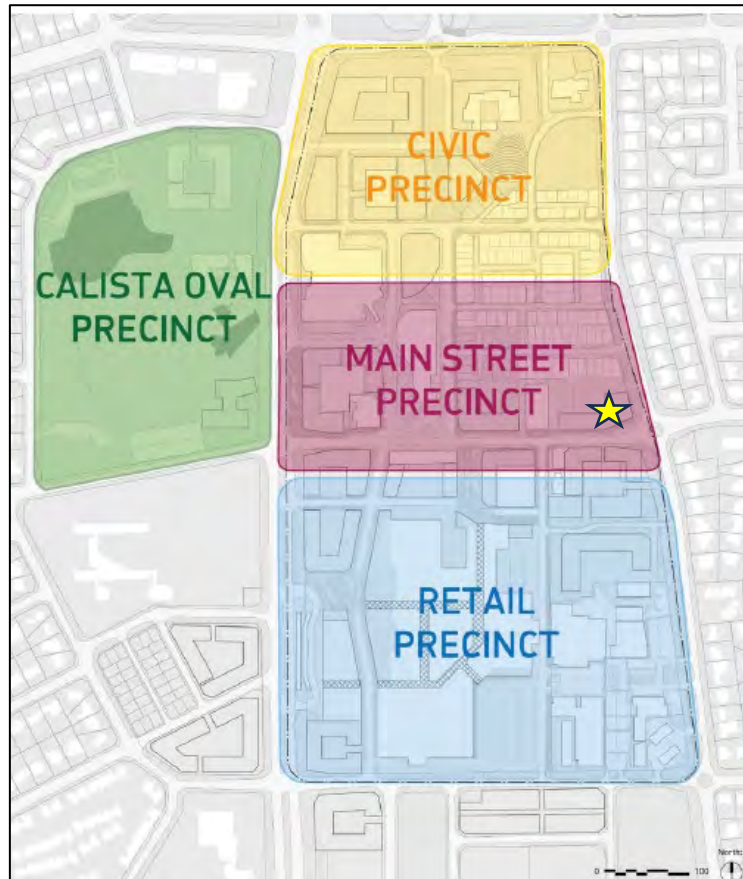 CIVIC
PRECINCT
CALISTA OVAL
PRECINCT
MAIN STREET
PRECINCT
RETAIL
PRECINCT
North:
0 100